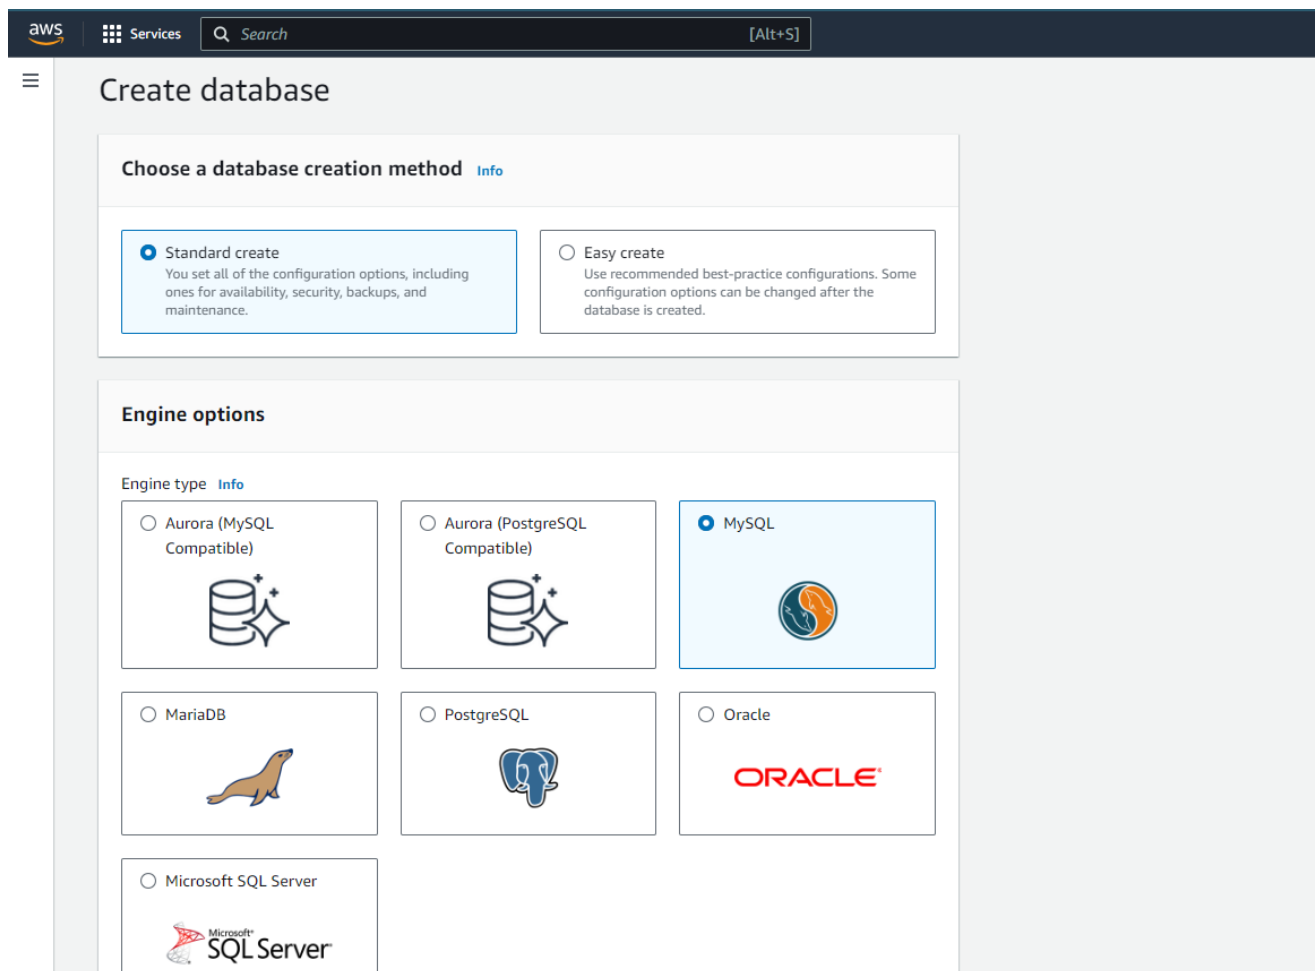 aws
Services
Search
[Alt+S]
Create database
Choose a database creation method Info
Standard create
You set all of the configuration options, including
ones for availability, security, backups, and
maintenance.
Easy create
Use recommended best-practice configurations. Some
configuration options can be changed after the
database is created.
Engine options
Engine type Info
Aurora (MySQL
Compatible)
Aurora (PostgreSQL
Compatible)
MySQL
MariaDB
PostgreSQL
Oracle
ORACLE
Microsoft SQL Server
Microsoft
SQL Server